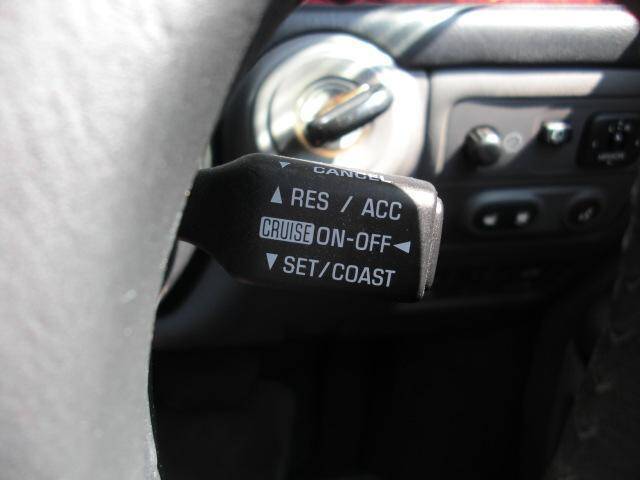 CANCEL
RES / ACC
CRUISE ON-OFF
SET/COAST